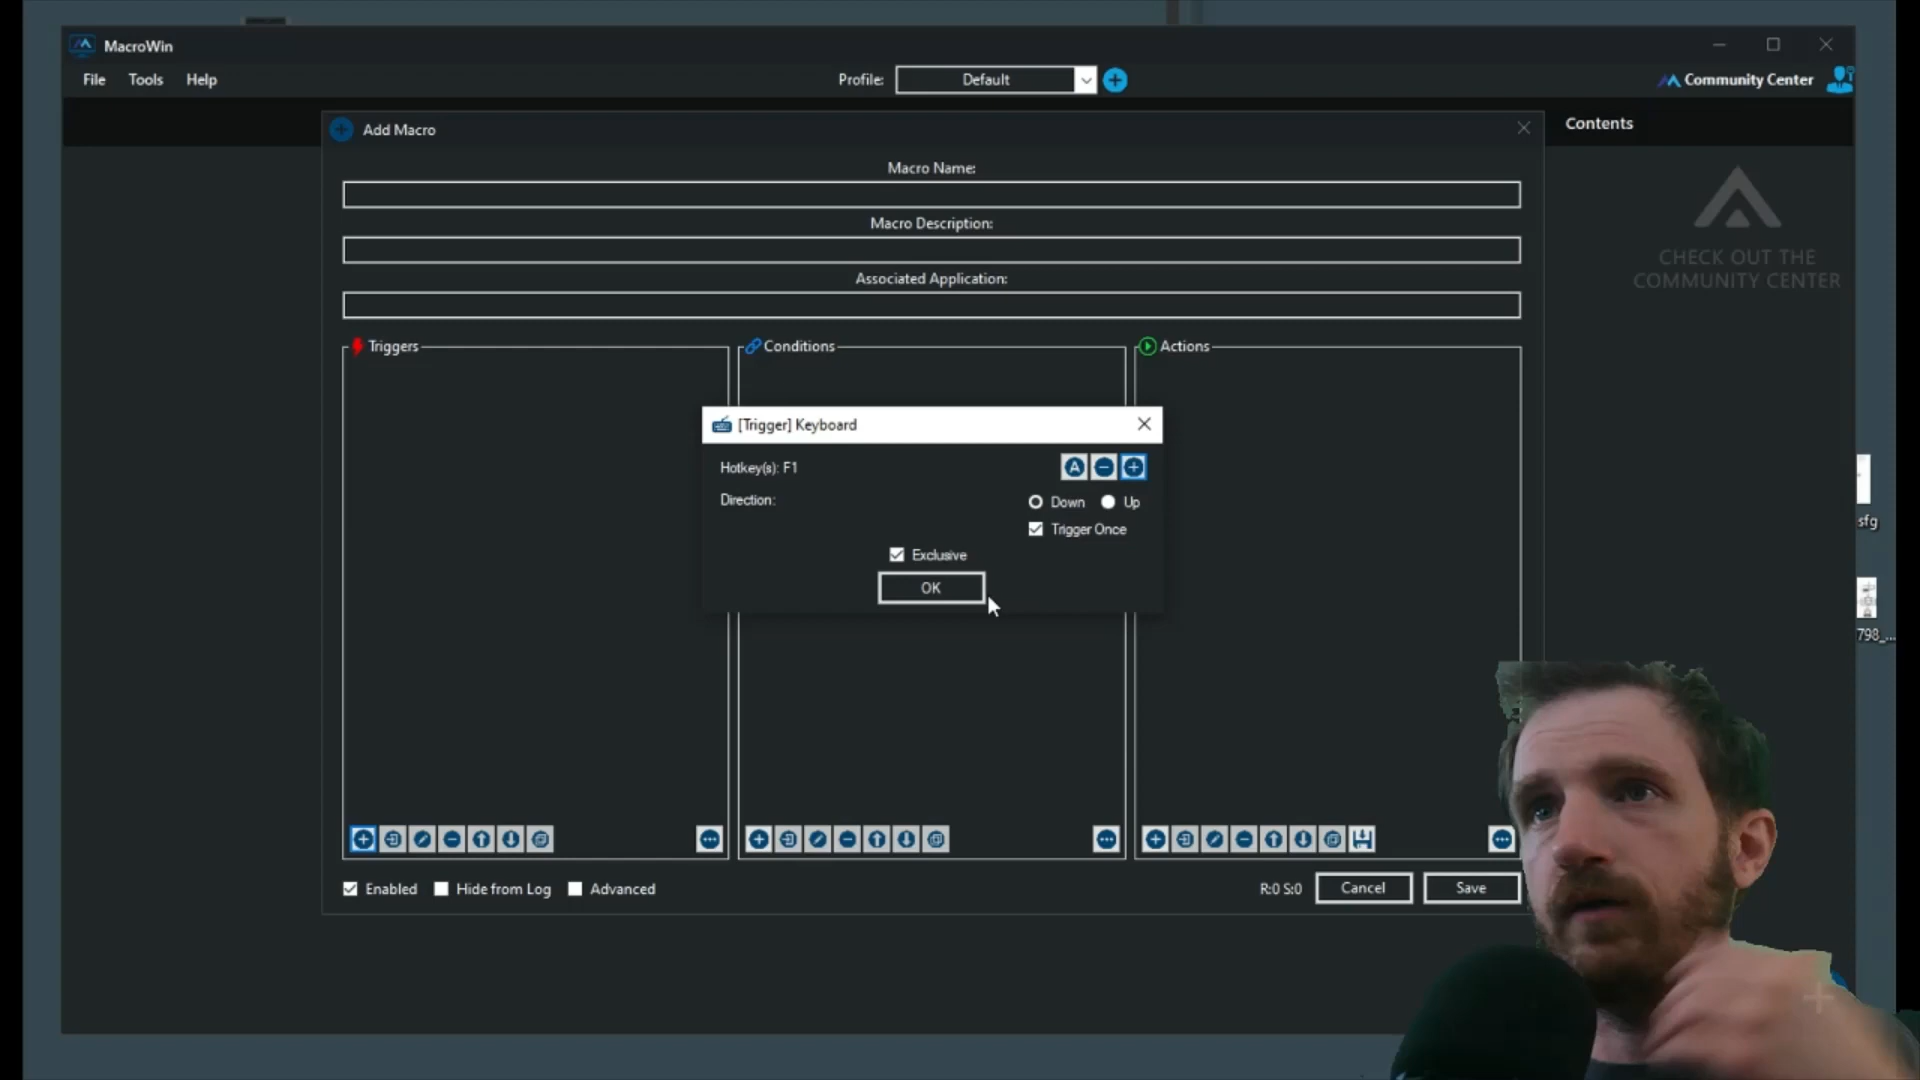 MacroWin
File Tools Help
Profile: Default
Community Center
Add Macro
Contents
Macro Name:
Macro Description:
Associated Application:
CHECK OUT THE
COMMUNITY CENTER
Triggers
Conditions
Actions
[Trigger] Keyboard
Hotkey(s): F1
A
Direction:
Down Up
Trigger Once
Exclusive
OK
sfg
798_...
Enabled Hide from Log Advanced
R:0 S:0 Cancel Save